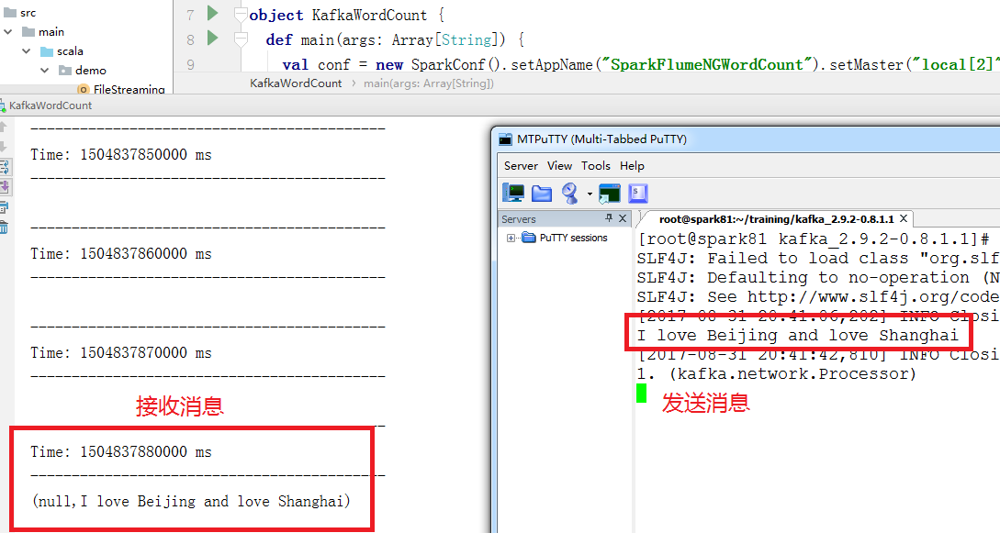 src
main
scala
demo
FileStreaming
7 object KafkaWordCount {
8 def main(args: Array[String]) {
9 val conf = new SparkConf().setAppName("SparkFlumeNGWordCount").setMaster("local[2]"
KafkaWordCount › main(args: Array[String])
KafkaWordCount
-------------------------------------------
Time: 1504837850000 ms
-------------------------------------------
-------------------------------------------
Time: 1504837860000 ms
-------------------------------------------
-------------------------------------------
Time: 1504837870000 ms
-------------------------------------------
接收消息
Time: 1504837880000 ms
-------------------------------------------
(null,I love Beijing and love Shanghai)
MTPuTTY (Multi-Tabbed PuTTY)
Server View Tools Help
Servers
PuTTY sessions
root@spark81:~/training/kafka_2.9.2-0.8.1.1
[root@spark81 kafka_2.9.2-0.8.1.1]#
SLF4J: Failed to load class "org.slf
SLF4J: Defaulting to no-operation (N
SLF4J: See http://www.slf4j.org/code
[2017-08-31 20:41:06,202] INFO Closi
I love Beijing and love Shanghai
[2017-08-31 20:41:42,810] INFO Closi
1. (kafka.network.Processor)
发送消息